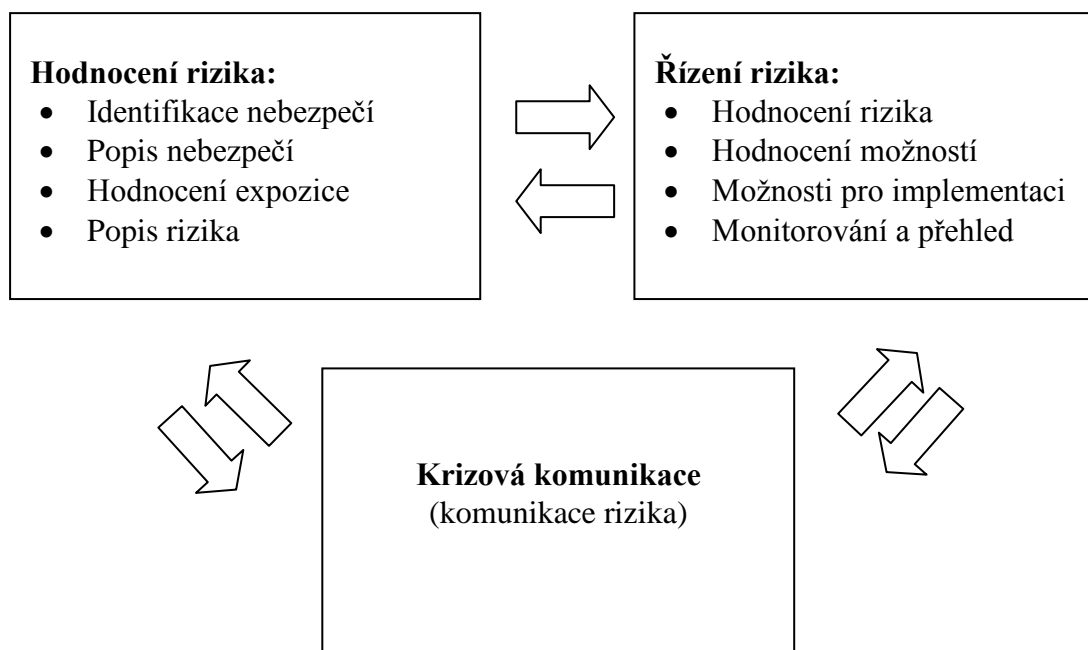 Hodnocení rizika:
• Identifikace nebezpečí
• Popis nebezpečí
• Hodnocení expozice
• Popis rizika
Řízení rizika:
• Hodnocení rizika
• Hodnocení možností
• Možnosti pro implementaci
• Monitorování a přehled
Krizová komunikace
(komunikace rizika)